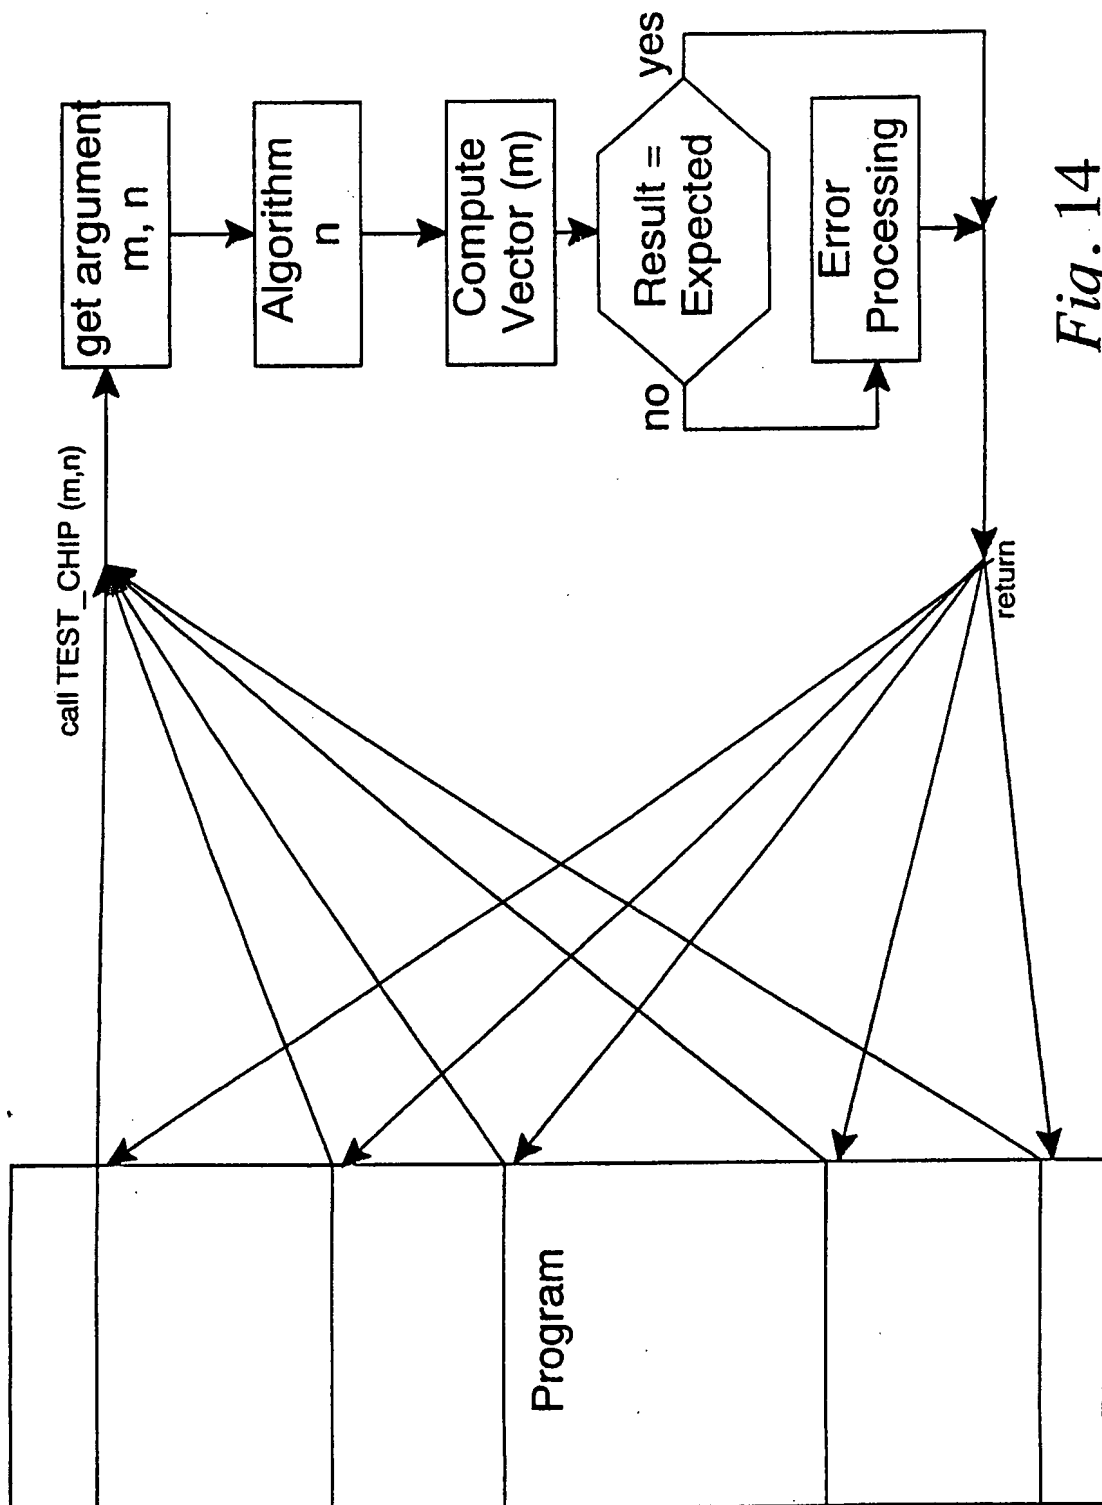 call TEST_CHIP (m,n)
get argument
m, n
Algorithm
n
Compute
Vector (m)
Result =
Expected
no
yes
Error
Processing
return
Program
Fig. 14